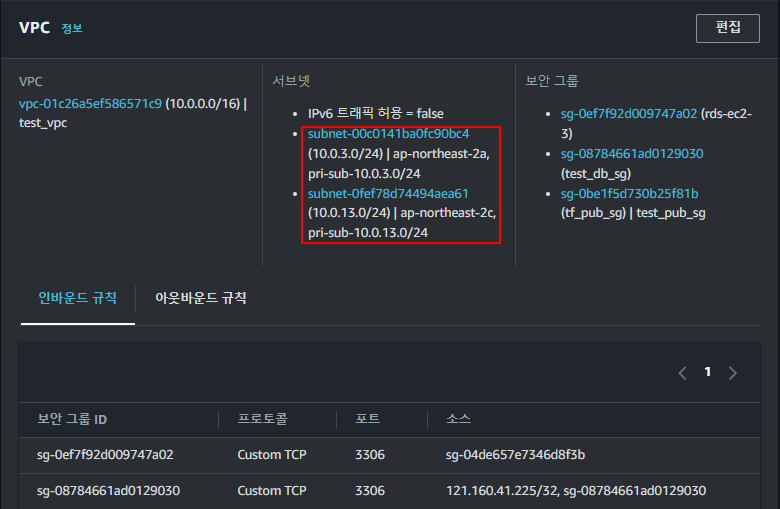 VPC 정보
편집
VPC
vpc-01c26a5ef586571c9 (10.0.0.0/16) |
test_vpc
서브넷
IPv6 트래픽 허용 = false
subnet-00c0141ba0fc90bc4
(10.0.3.0/24) | ap-northeast-2a,
pri-sub-10.0.3.0/24
subnet-0fef78d74494aea61
(10.0.13.0/24) | ap-northeast-2c,
pri-sub-10.0.13.0/24
보안 그룹
sg-0ef7f92d009747a02 (rds-ec2-
3)
sg-08784661ad0129030
(test_db_sg)
sg-0be1f5d730b25f81b
(tf_pub_sg) | test_pub_sg
인바운드 규칙
아웃바운드 규칙
1
보안 그룹 ID 프로토콜 포트 소스
sg-0ef7f92d009747a02 Custom TCP 3306 sg-04de657e7346d8f3b
sg-08784661ad0129030 Custom TCP 3306 121.160.41.225/32, sg-08784661ad0129030